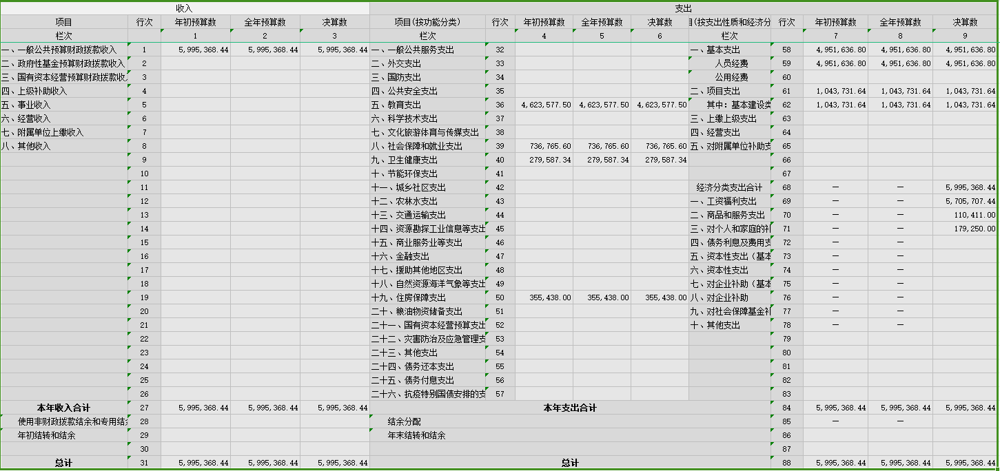 收入 支出
项目 行次 年初预算数 全年预算数 决算数 项目(按功能分类) 行次 年初预算数 全年预算数 决算数 (按支出性质和经济分 行次 年初预算数 全年预算数 决算数
栏次 1 2 3 栏次 4 5 6 栏次 7 8 9
一、一般公共预算财政拨款收入 1 5,995,368.44 5,995,368.44 5,995,368.44 一、一般公共服务支出 32 一、基本支出 58 4,951,636.80 4,951,636.80 4,951,636.80
二、政府性基金预算财政拨款收入 2 二、外交支出 33 人员经费 59 4,951,636.80 4,951,636.80 4,951,636.80
三、国有资本经营预算财政拨款收 3 三、国防支出 34 公用经费 60
四、上级补助收入 4 四、公共安全支出 35 二、项目支出 61 1,043,731.64 1,043,731.64 1,043,731.64
五、事业收入 5 五、教育支出 36 4,623,577.50 4,623,577.50 4,623,577.50 其中：基本建设类 62 1,043,731.64 1,043,731.64 1,043,731.64
六、经营收入 6 六、科学技术支出 37 三、上缴上级支出 63
七、附属单位上缴收入 7 七、文化旅游体育与传媒支出 38 四、经营支出 64
八、其他收入 8 八、社会保障和就业支出 39 736,765.60 736,765.60 736,765.60 五、对附属单位补助支 65
9 九、卫生健康支出 40 279,587.34 279,587.34 279,587.34 66
10 十、节能环保支出 41 67
11 十一、城乡社区支出 42 经济分类支出合计 68 — — 5,995,368.44
12 十二、农林水支出 43 一、工资福利支出 69 — — 5,705,707.44
13 十三、交通运输支出 44 二、商品和服务支出 70 — — 110,411.00
14 十四、资源勘探工业信息等支出 45 三、对个人和家庭的补 71 — — 179,250.00
15 十五、商业服务业等支出 46 四、债务利息及费用支 72 — —
16 十六、金融支出 47 五、资本性支出（基本 73 — —
17 十七、援助其他地区支出 48 六、资本性支出 74 — —
18 十八、自然资源海洋气象等支出 49 七、对企业补助（基本 75 — —
19 十九、住房保障支出 50 355,438.00 355,438.00 355,438.00 八、对企业补助 76 — —
20 二十、粮油物资储备支出 51 九、对社会保障基金补 77 — —
21 二十一、国有资本经营预算支出 52 十、其他支出 78 — —
22 二十二、灾害防治及应急管理支 53 79
23 二十三、其他支出 54 80
24 二十四、债务还本支出 55 81
25 二十五、债务付息支出 56 82
26 二十六、抗疫特别国债安排的支 57 83
本年收入合计 27 5,995,368.44 5,995,368.44 5,995,368.44 本年支出合计 84 5,995,368.44 5,995,368.44 5,995,368.44
使用非财政拨款结余和专用结 28 结余分配 85 — —
年初结转和结余 29 年末结转和结余 86
30 87
总计 31 5,995,368.44 5,995,368.44 5,995,368.44 总计 88 5,995,368.44 5,995,368.44 5,995,368.44